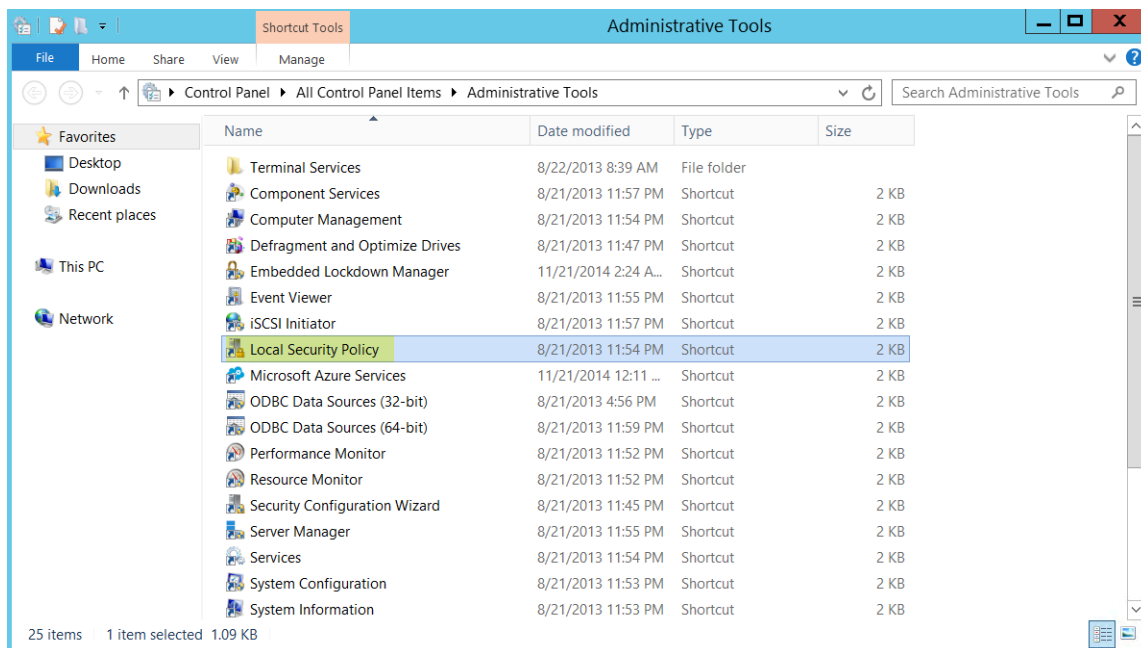 Shortcut Tools
Administrative Tools
File Home Share View Manage
Control Panel All Control Panel Items Administrative Tools Search Administrative Tools
Favorites
Desktop
Downloads
Recent places
This PC
Network
Name Date modified Type Size
Terminal Services 8/22/2013 8:39 AM File folder
Component Services 8/21/2013 11:57 PM Shortcut 2 KB
Computer Management 8/21/2013 11:54 PM Shortcut 2 KB
Defragment and Optimize Drives 8/21/2013 11:47 PM Shortcut 2 KB
Embedded Lockdown Manager 11/21/2014 2:24 A... Shortcut 2 KB
Event Viewer 8/21/2013 11:55 PM Shortcut 2 KB
iSCSI Initiator 8/21/2013 11:57 PM Shortcut 2 KB
Local Security Policy 8/21/2013 11:54 PM Shortcut 2 KB
Microsoft Azure Services 11/21/2014 12:11 ... Shortcut 2 KB
ODBC Data Sources (32-bit) 8/21/2013 4:56 PM Shortcut 2 KB
ODBC Data Sources (64-bit) 8/21/2013 11:59 PM Shortcut 2 KB
Performance Monitor 8/21/2013 11:52 PM Shortcut 2 KB
Resource Monitor 8/21/2013 11:52 PM Shortcut 2 KB
Security Configuration Wizard 8/21/2013 11:45 PM Shortcut 2 KB
Server Manager 8/21/2013 11:55 PM Shortcut 2 KB
Services 8/21/2013 11:54 PM Shortcut 2 KB
System Configuration 8/21/2013 11:53 PM Shortcut 2 KB
System Information 8/21/2013 11:53 PM Shortcut 2 KB
25 items 1 item selected 1.09 KB